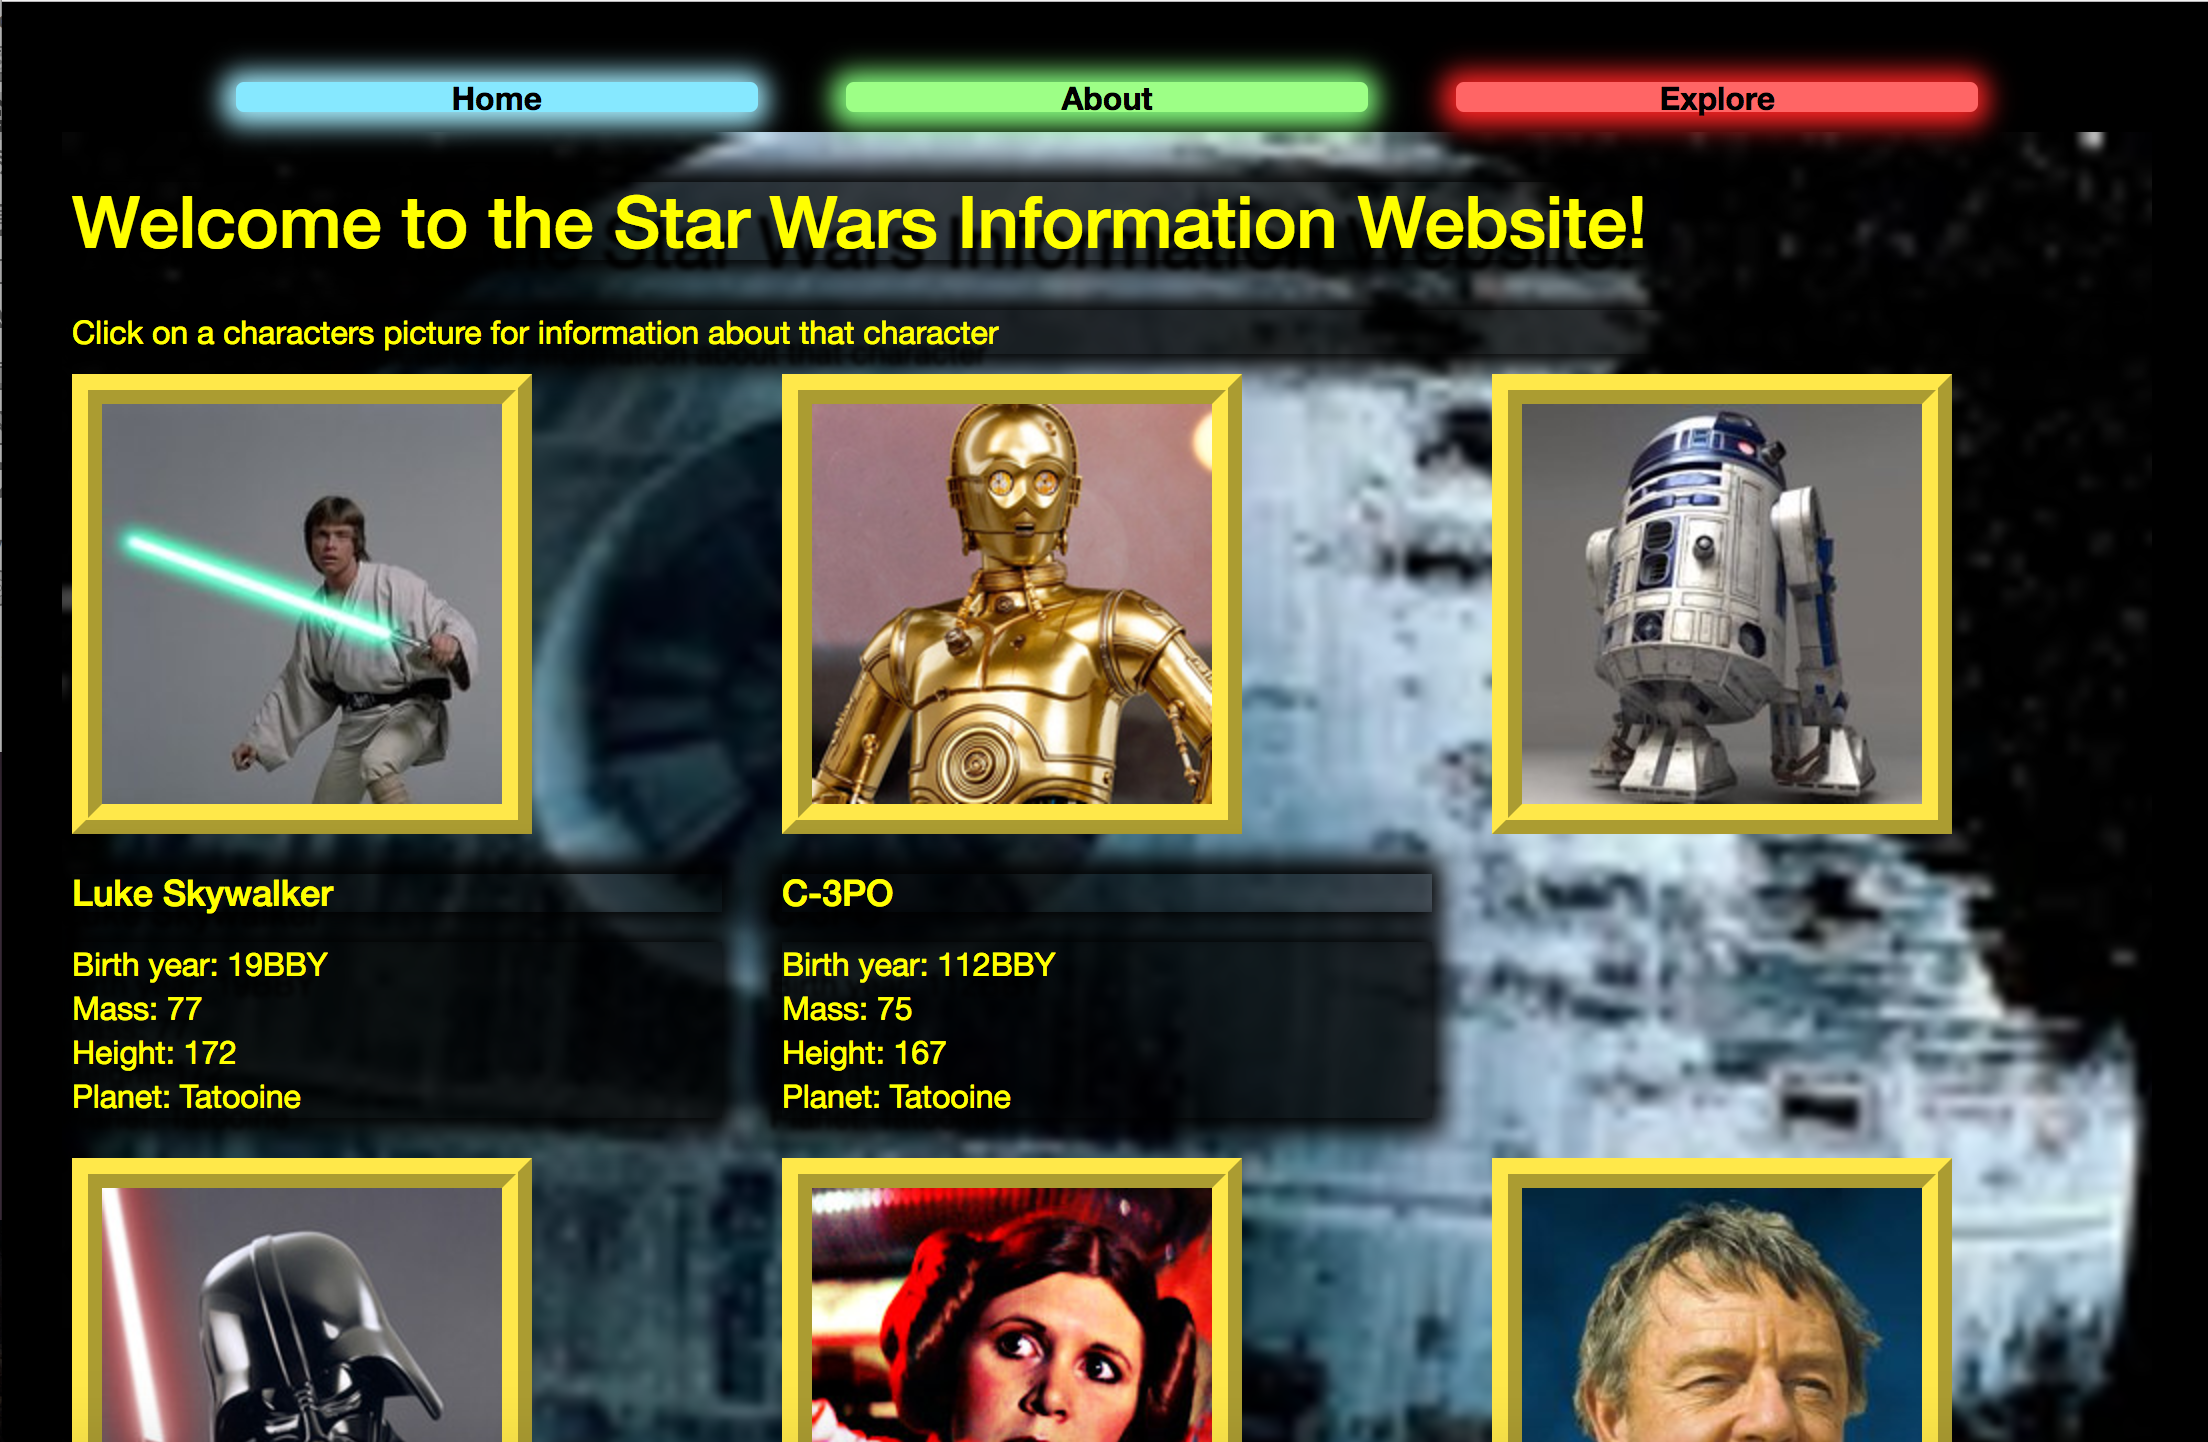 Home
About
Explore
Welcome to the Star Wars Information Website!
Click on a characters picture for information about that character
Luke Skywalker
Birth year: 19BBY
Mass: 77
Height: 172
Planet: Tatooine
C-3PO
Birth year: 112BBY
Mass: 75
Height: 167
Planet: Tatooine